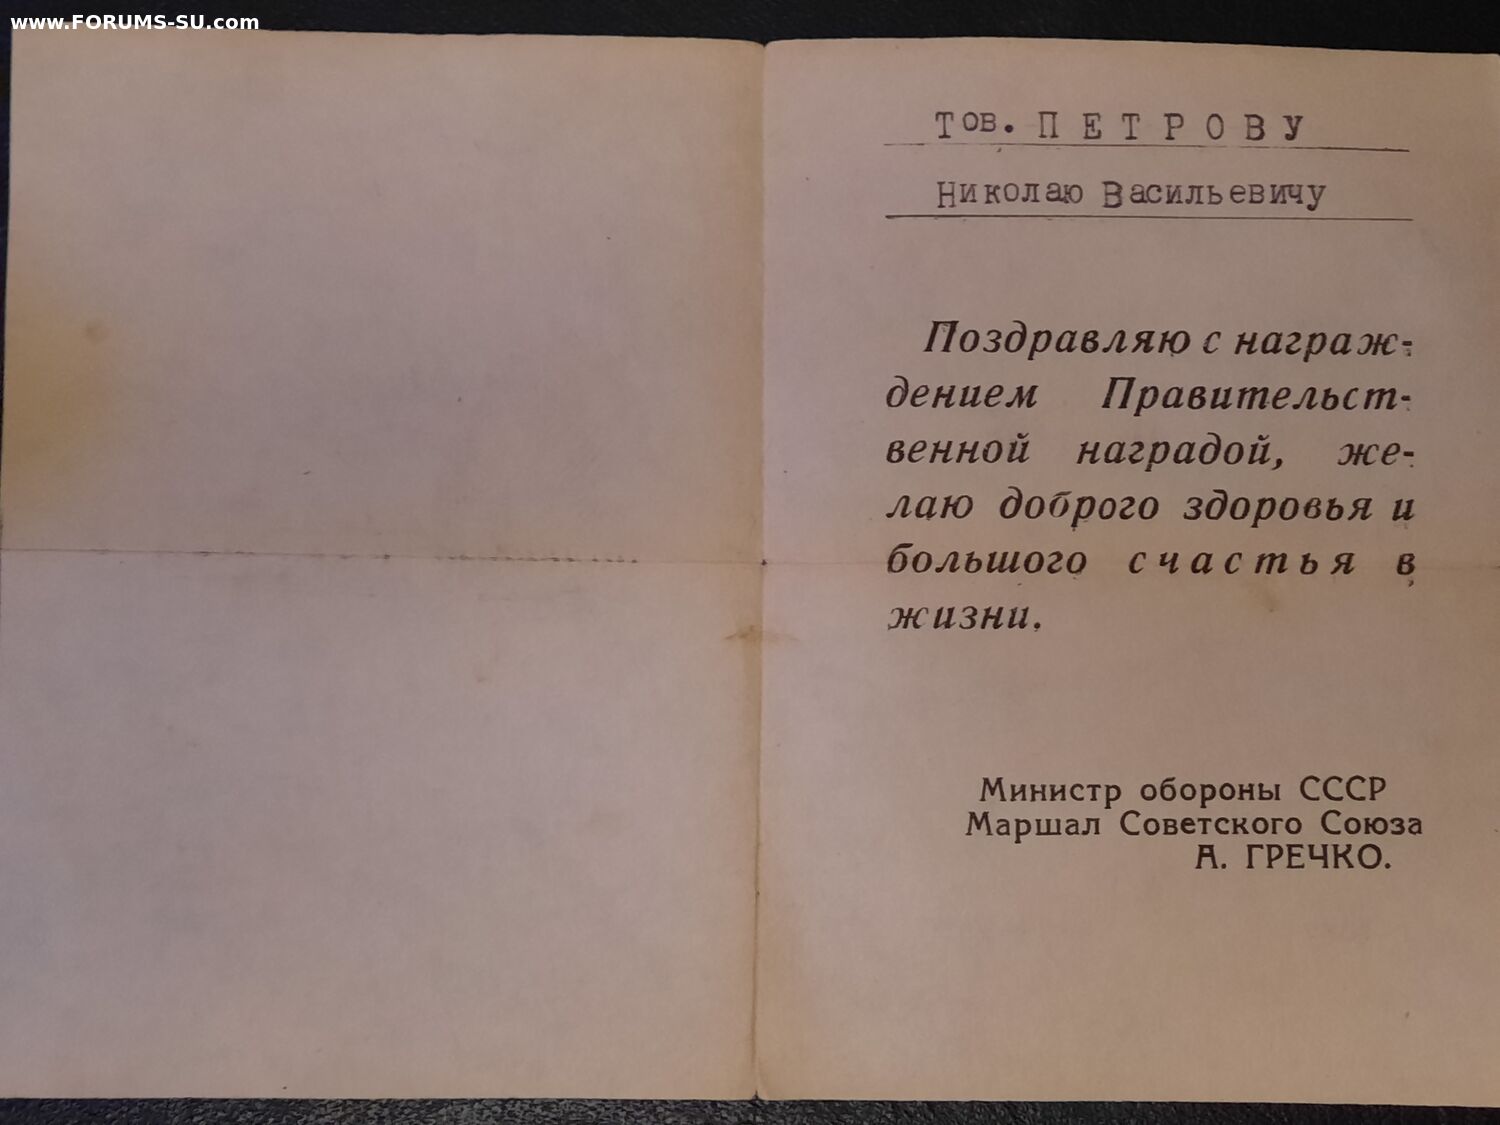 www.FORUMS-SU.com
Тов. ПЕТРОВУ
Николаю Васильевичу
Поздравляю с награж-
дением Правительст-
венной наградой, же-
лаю доброго здоровья и
большого счастья в
жизни.
Министр обороны СССР
Маршал Советского Союза
А. ГРЕЧКО.